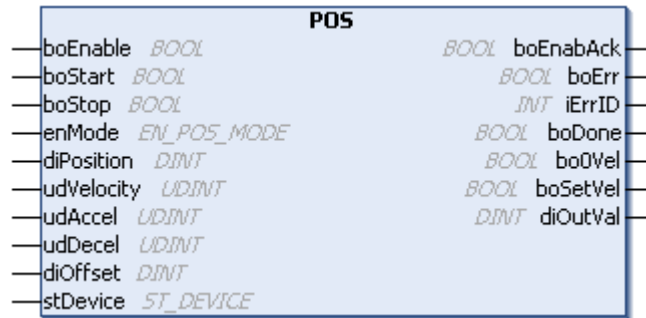 POS
boEnable BOOL BOOL boEnabAck
boStart BOOL BOOL boErr
boStop BOOL INT iErrID
enMode EN_POS_MODE BOOL boDone
diPosition DINT BOOL bo0Vel
udVelocity UDINT BOOL boSetVel
udAccel UDINT DINT diOutVal
udDecel UDINT
diOffset DINT
stDevice ST_DEVICE